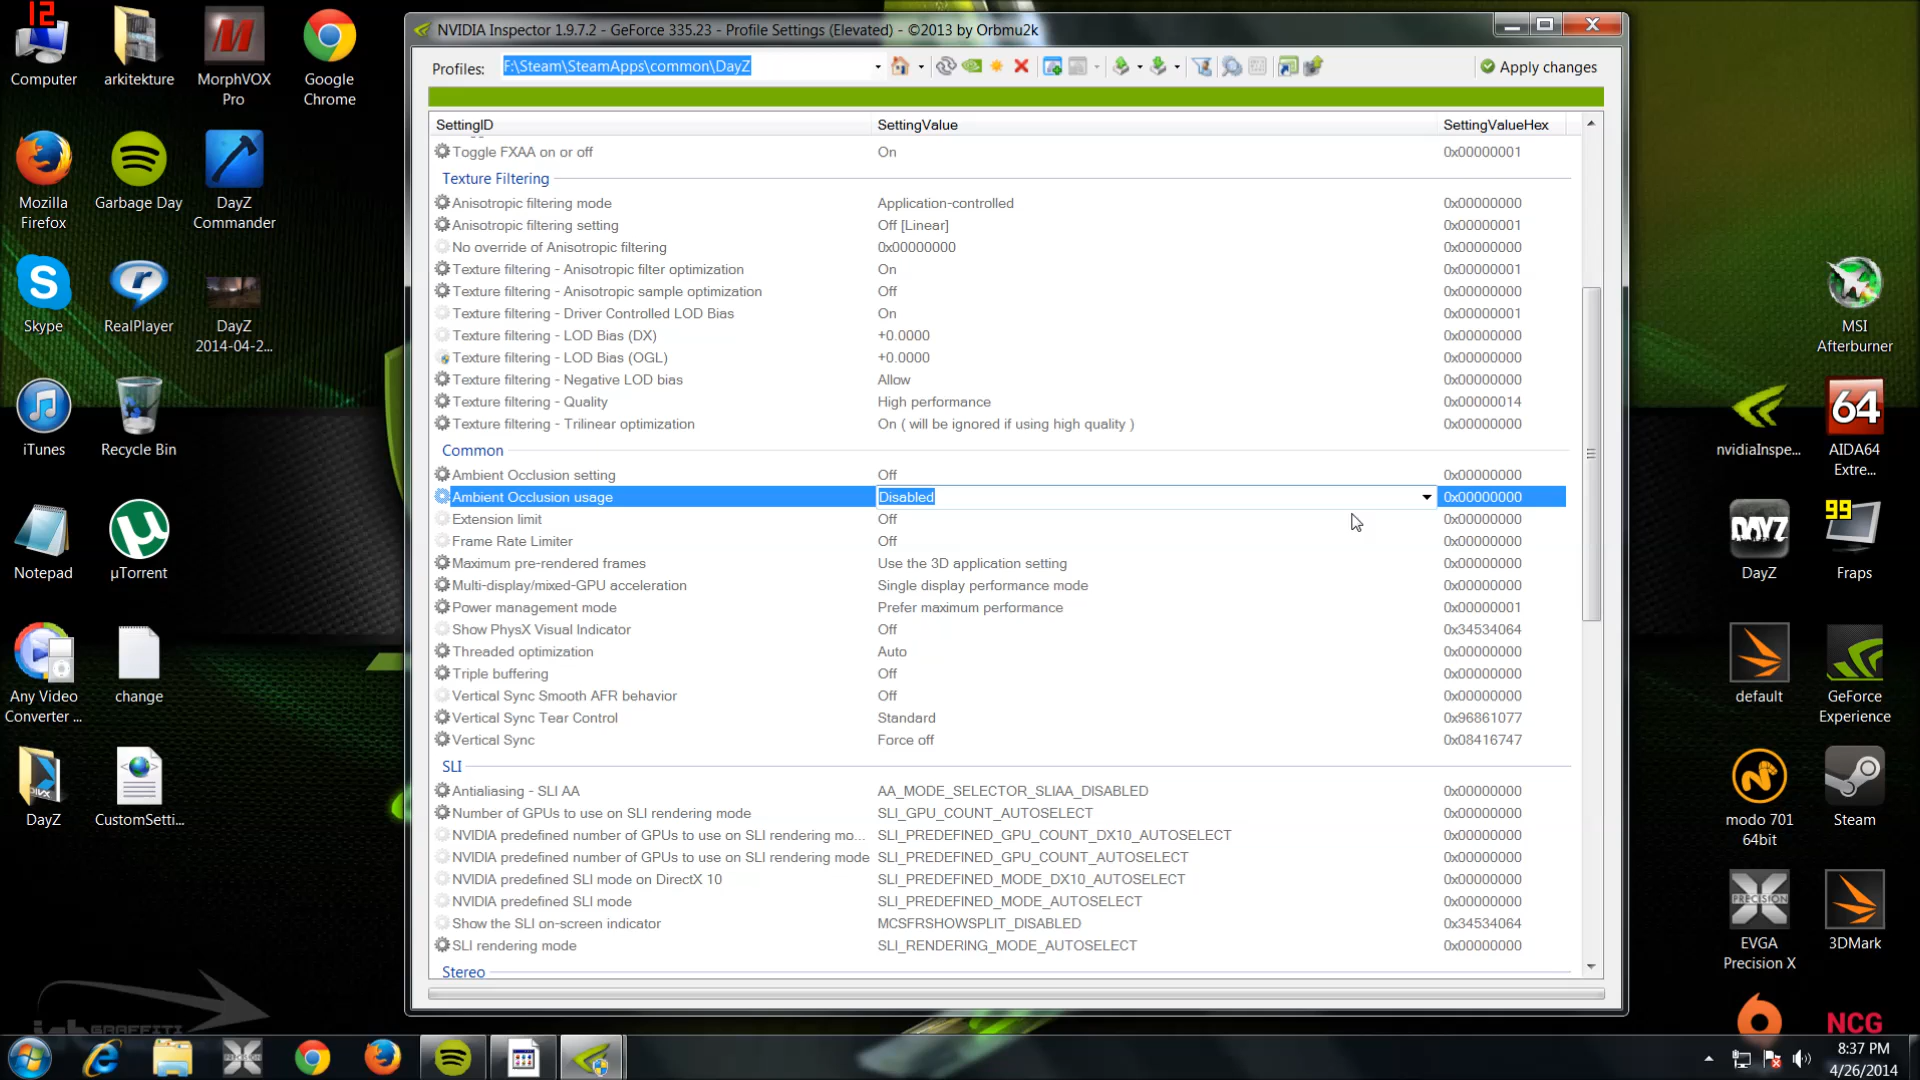 12
Computer
arkitekture
MorphVOX
Pro
Google
Chrome
Mozilla
Firefox
Garbage Day
DayZ
Commander
Skype
RealPlayer
DayZ
2014-04-2...
iTunes
Recycle Bin
Notepad
µTorrent
Any Video
Converter ...
change
DayZ
CustomSetti...
NVIDIA Inspector 1.9.7.2 - GeForce 335.23 - Profile Settings (Elevated) - ©2013 by Orbmu2k
Profiles: F:\Steam\SteamApps\common\DayZ Apply changes
SettingID SettingValue SettingValueHex
Toggle FXAA on or off On 0x00000001
Texture Filtering
Anisotropic filtering mode Application-controlled 0x00000000
Anisotropic filtering setting Off [Linear] 0x00000001
No override of Anisotropic filtering 0x00000000 0x00000000
Texture filtering - Anisotropic filter optimization On 0x00000001
Texture filtering - Anisotropic sample optimization Off 0x00000000
Texture filtering - Driver Controlled LOD Bias On 0x00000001
Texture filtering - LOD Bias (DX) +0.0000 0x00000000
Texture filtering - LOD Bias (OGL) +0.0000 0x00000000
Texture filtering - Negative LOD bias Allow 0x00000000
Texture filtering - Quality High performance 0x00000014
Texture filtering - Trilinear optimization On ( will be ignored if using high quality ) 0x00000000
Common
Ambient Occlusion setting Off 0x00000000
Ambient Occlusion usage Disabled 0x00000000
Extension limit Off 0x00000000
Frame Rate Limiter Off 0x00000000
Maximum pre-rendered frames Use the 3D application setting 0x00000000
Multi-display/mixed-GPU acceleration Single display performance mode 0x00000000
Power management mode Prefer maximum performance 0x00000001
Show PhysX Visual Indicator Off 0x34534064
Threaded optimization Auto 0x00000000
Triple buffering Off 0x00000000
Vertical Sync Smooth AFR behavior Off 0x00000000
Vertical Sync Tear Control Standard 0x96861077
Vertical Sync Force off 0x08416747
SLI
Antialiasing - SLI AA AA_MODE_SELECTOR_SLIAA_DISABLED 0x00000000
Number of GPUs to use on SLI rendering mode SLI_GPU_COUNT_AUTOSELECT 0x00000000
NVIDIA predefined number of GPUs to use on SLI rendering mo... SLI_PREDEFINED_GPU_COUNT_DX10_AUTOSELECT 0x00000000
NVIDIA predefined number of GPUs to use on SLI rendering mode SLI_PREDEFINED_GPU_COUNT_AUTOSELECT 0x00000000
NVIDIA predefined SLI mode on DirectX 10 SLI_PREDEFINED_MODE_DX10_AUTOSELECT 0x00000000
NVIDIA predefined SLI mode SLI_PREDEFINED_MODE_AUTOSELECT 0x00000000
Show the SLI on-screen indicator MCSFRSHOWSPLIT_DISABLED 0x34534064
SLI rendering mode SLI_RENDERING_MODE_AUTOSELECT 0x00000000
Stereo
MSI
Afterburner
nvidiaInspe...
64
AIDA64
Extre...
DAYZ
DayZ
99
Fraps
default
GeForce
Experience
modo 701
64bit
Steam
PRECISION
EVGA
Precision X
3DMark
NCG
8:37 PM
4/26/2014